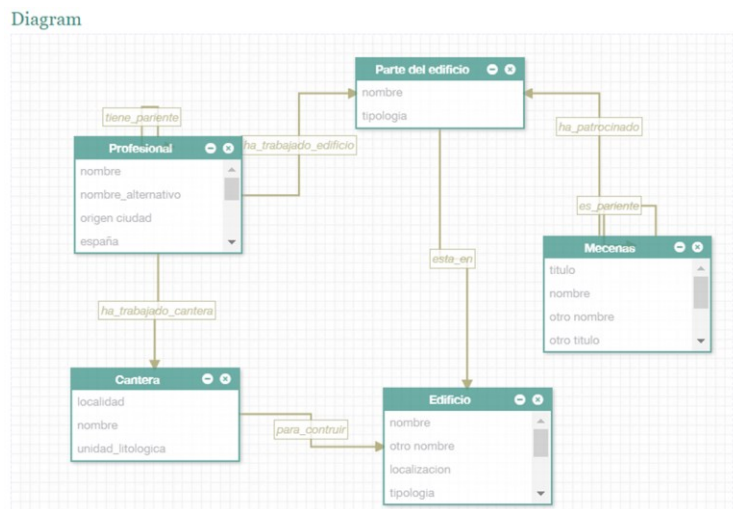 Diagram
Parte del edificio
nombre
tipologia
tiene_pariente
Profesional
nombre
nombre_alternativo
origen ciudad
españa
ha_trabajado_edificio
ha_patrocinado
es_pariente
Mecenas
titulo
nombre
otro nombre
otro titulo
esta_en
ha_trabajado_cantera
Cantera
localidad
nombre
unidad_litologica
para_contruir
Edificio
nombre
otro nombre
localizacion
tipologia